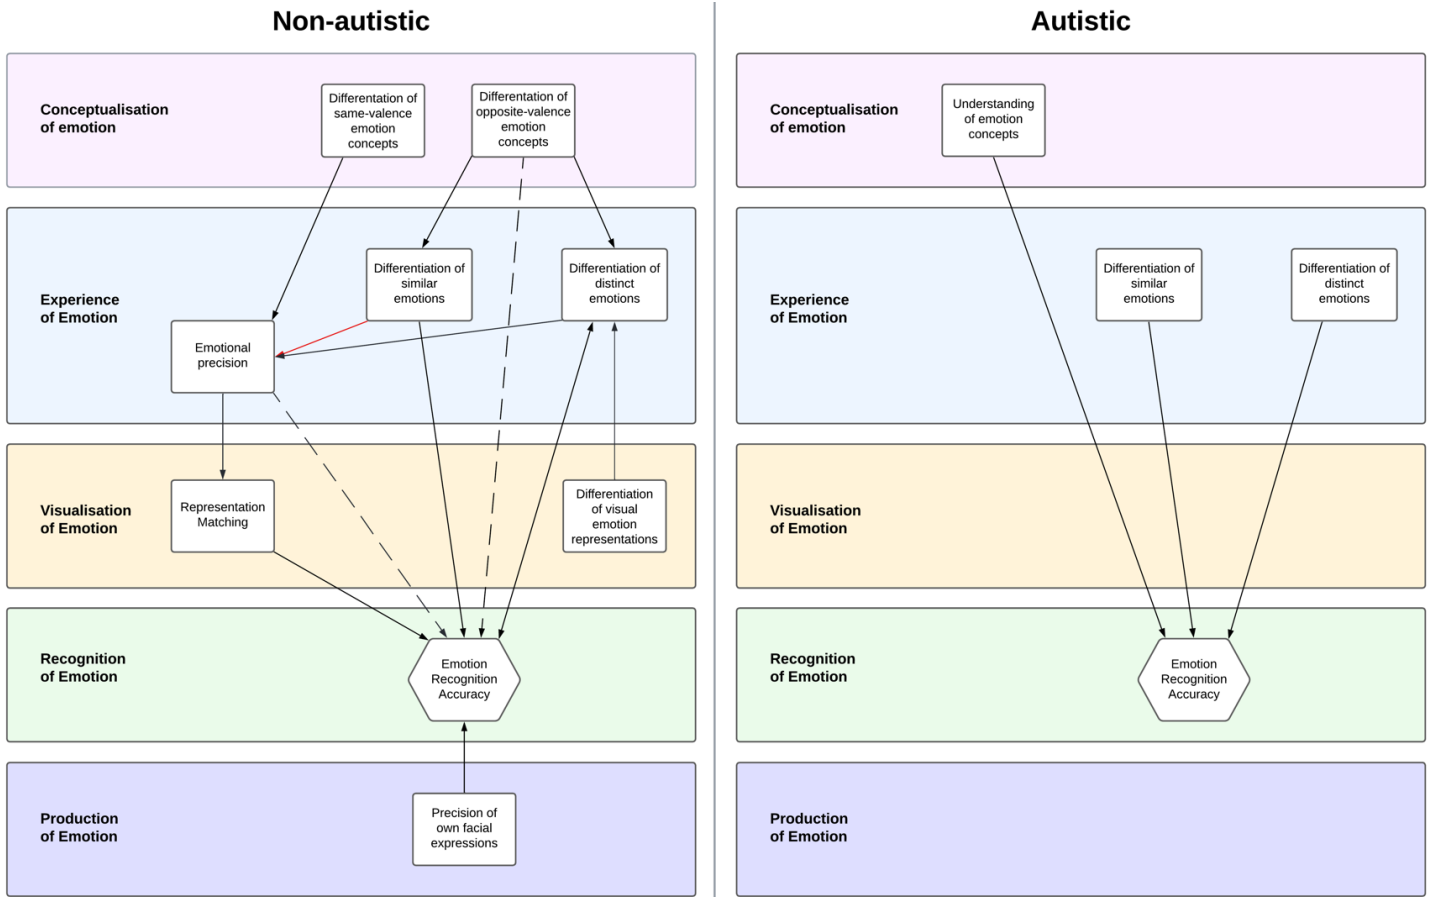 Non-autistic
Conceptualisation
of emotion
Differentation of
same-valence
emotion
concepts
Differentation of
opposite-valence
emotion
concepts
Experience
of Emotion
Differentiation of
similar
emotions
Differentiation of
distinct
emotions
Emotional
precision
Visualisation
of Emotion
Representation
Matching
Differentiation
of visual
emotion
representations
Recognition
of Emotion
Emotion
Recognition
Accuracy
Production
of Emotion
Precision of
own facial
expressions
Autistic
Conceptualisation
of emotion
Understanding
of emotion
concepts
Experience
of Emotion
Differentiation of
similar
emotions
Differentiation of
distinct
emotions
Visualisation
of Emotion
Recognition
of Emotion
Emotion
Recognition
Accuracy
Production
of Emotion